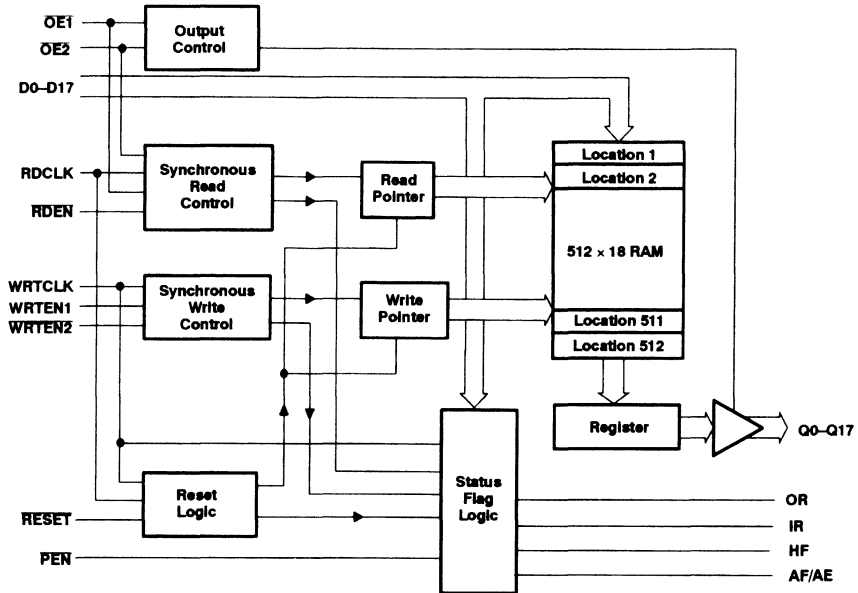 OE1
OE2
Output
Control
D0–D17
RDCLK
RDEN
Synchronous
Read
Control
Read
Pointer
Location 1
Location 2
512 × 18 RAM
Location 511
Location 512
WRTCLK
WRTEN1
WRTEN2
Synchronous
Write
Control
Write
Pointer
Register
Q0–Q17
Reset
Logic
RESET
PEN
Status
Flag
Logic
OR
IR
HF
AF/AE